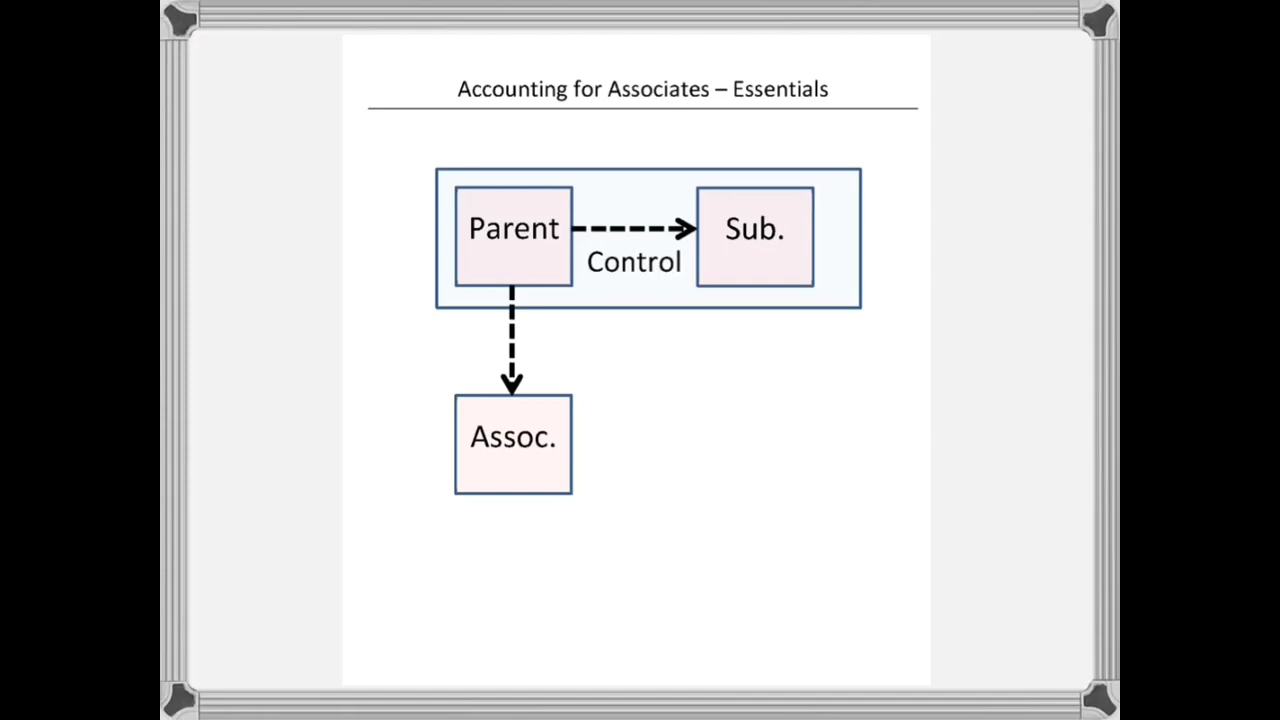 Accounting for Associates – Essentials
Parent
Sub.
Control
Assoc.